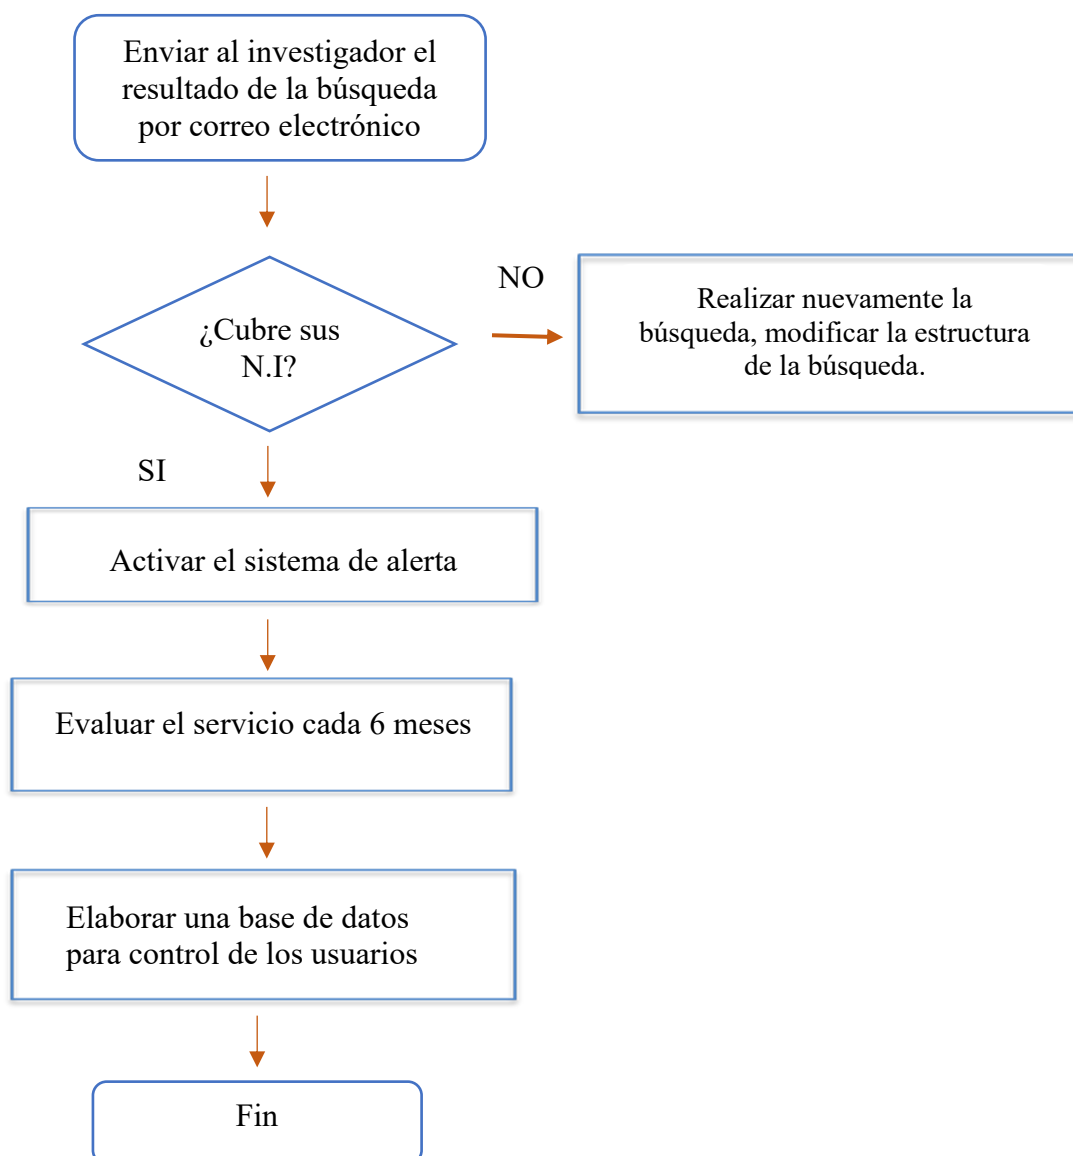 Enviar al investigador el
resultado de la búsqueda
por correo electrónico
NO
Realizar nuevamente la
búsqueda, modificar la estructura
de la búsqueda.
¿Cubre sus
N.I?
SI
Activar el sistema de alerta
Evaluar el servicio cada 6 meses
Elaborar una base de datos
para control de los usuarios
Fin